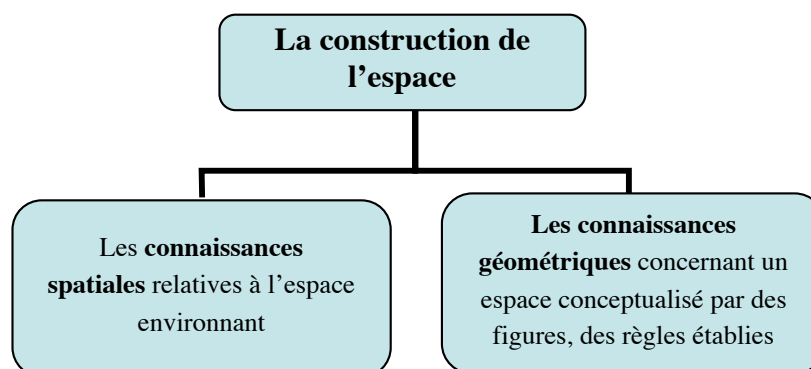 La construction de
l’espace
Les connaissances
spatiales relatives à l’espace
environnant
Les connaissances
géométriques concernant un
espace conceptualisé par des
figures, des règles établies